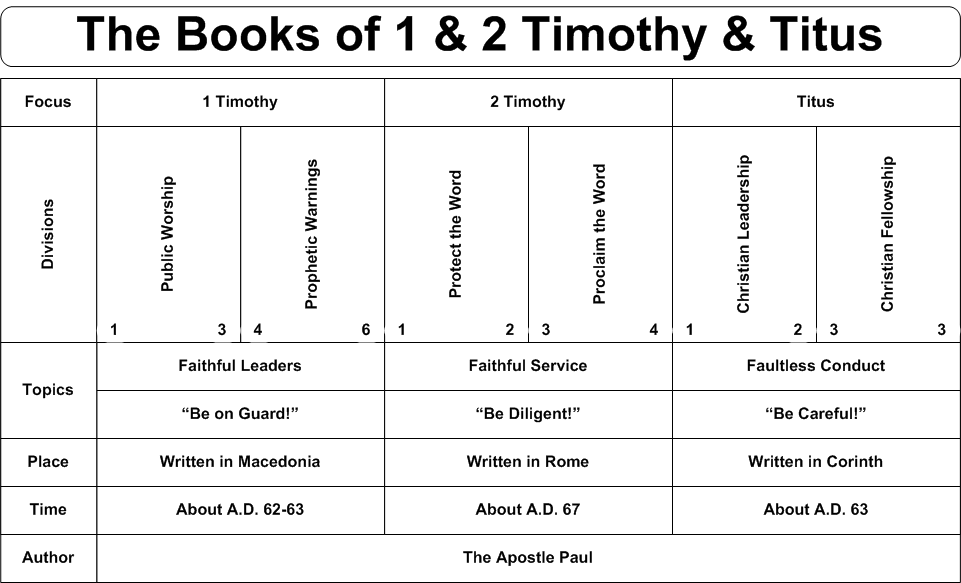 The Books of 1 & 2 Timothy & Titus
Focus
1 Timothy
2 Timothy
Titus
Divisions
Public Worship
Prophetic Warnings
Protect the Word
Proclaim the Word
Christian Leadership
Christian Fellowship
1 3 4 6 1 2 3 4 1 2 3 3
Topics
Faithful Leaders
Faithful Service
Faultless Conduct
“Be on Guard!”
“Be Diligent!”
“Be Careful!”
Place
Written in Macedonia
Written in Rome
Written in Corinth
Time
About A.D. 62-63
About A.D. 67
About A.D. 63
Author
The Apostle Paul